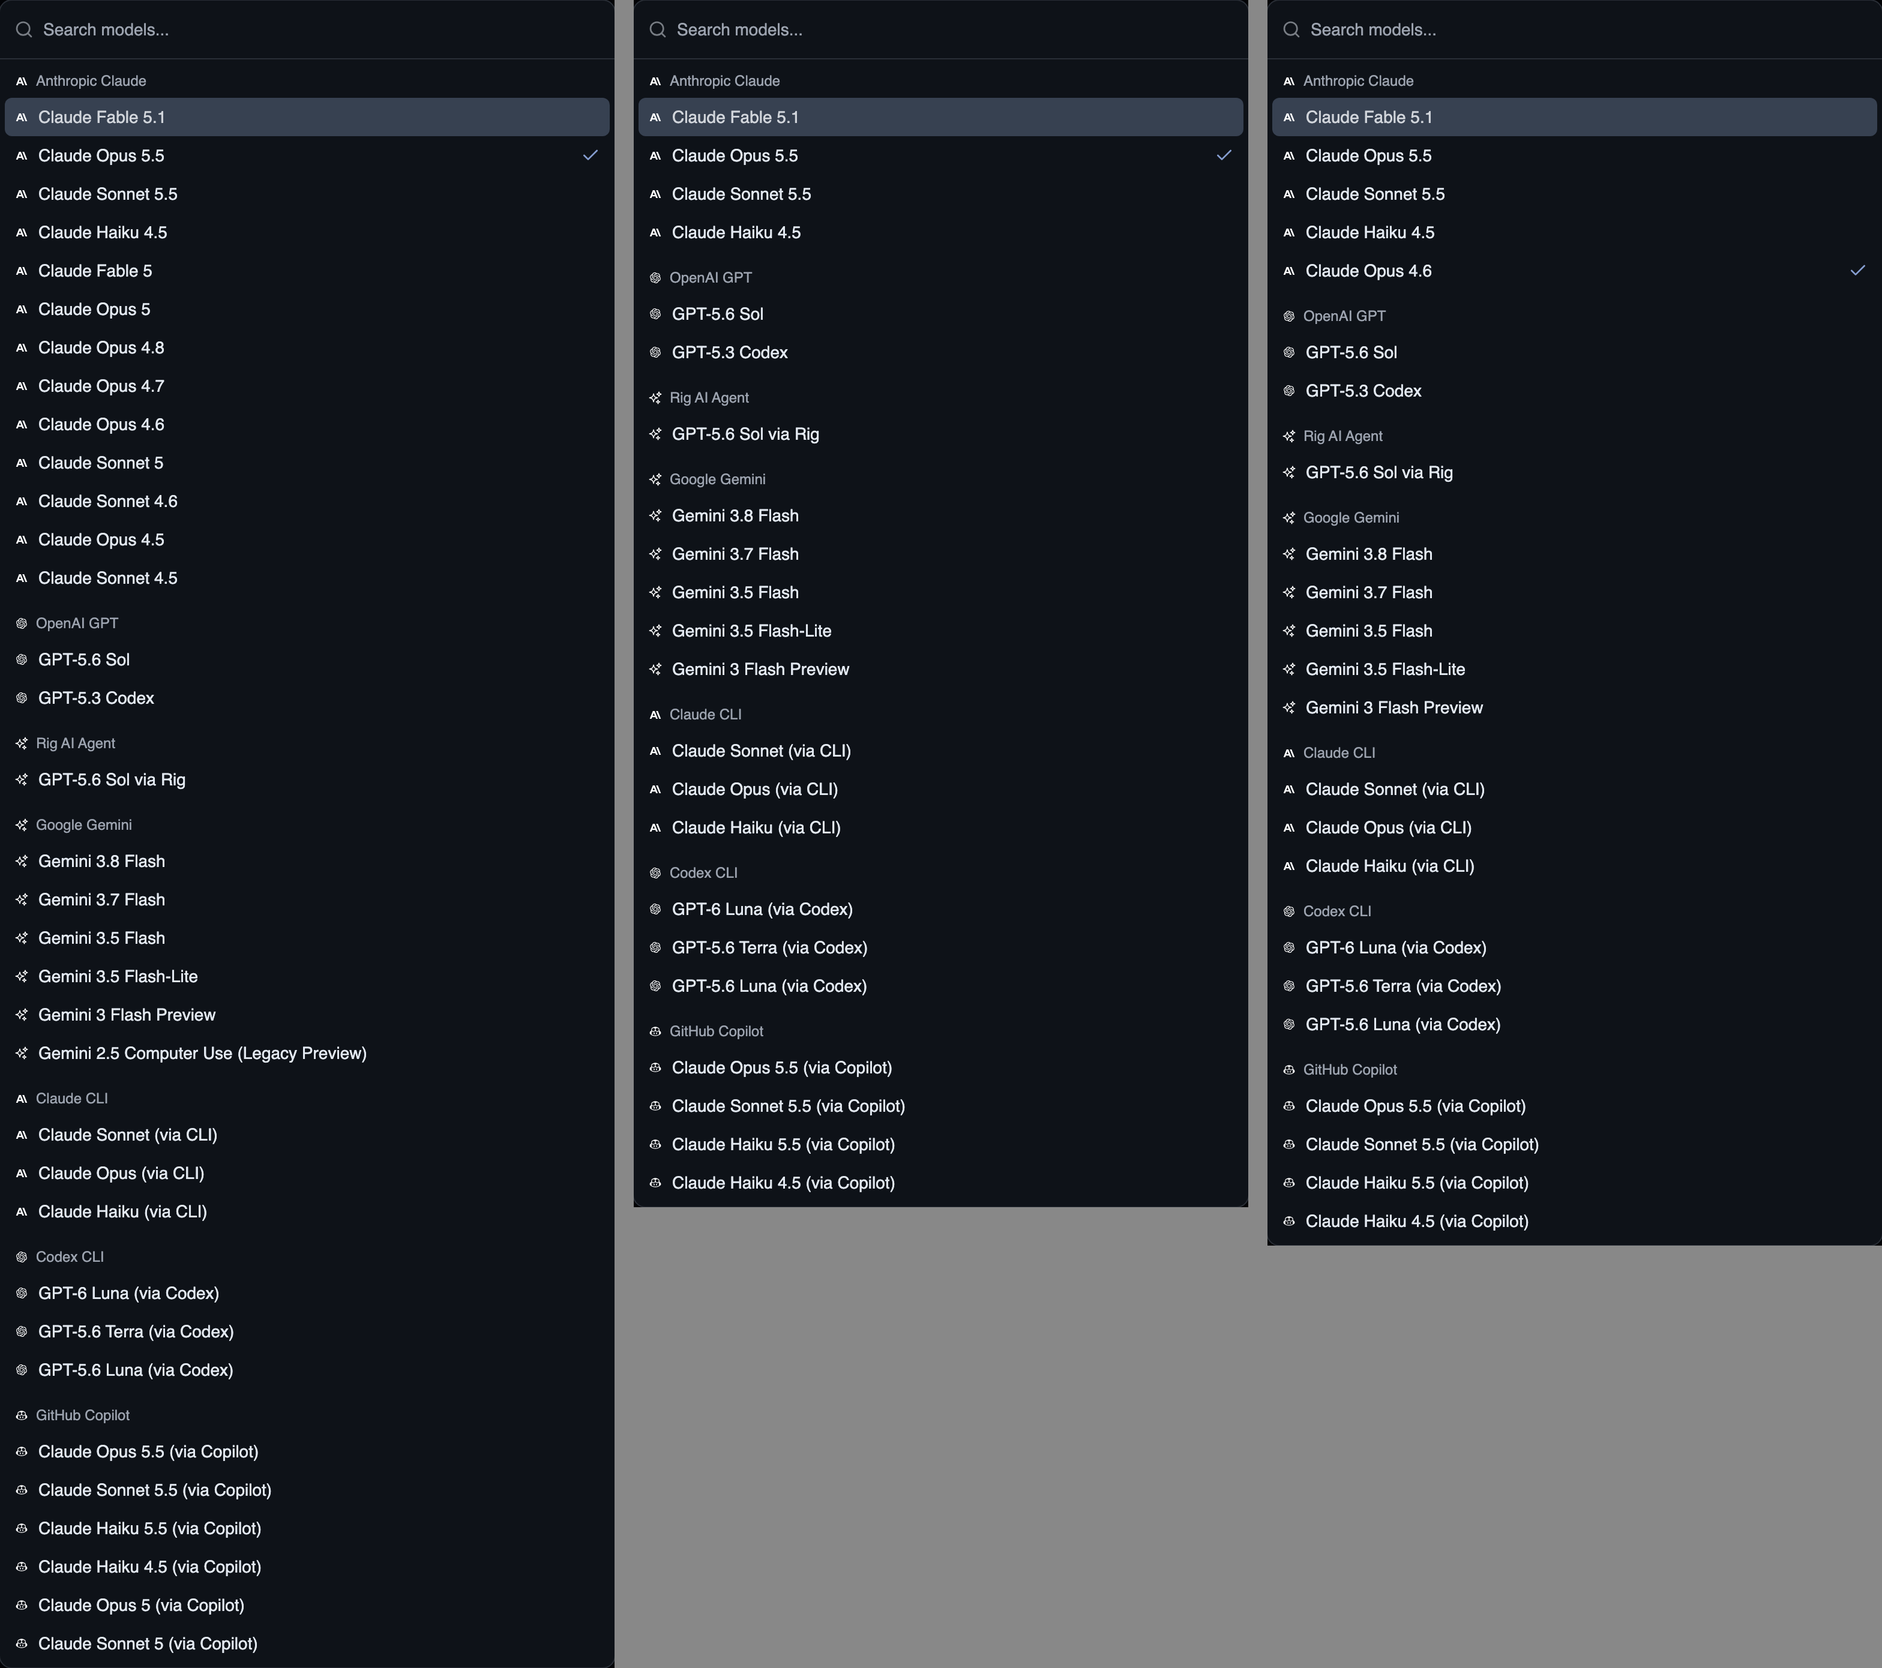 Search models...
Anthropic Claude
Claude Fable 5.1
Claude Opus 5.5
Claude Sonnet 5.5
Claude Haiku 4.5
Claude Fable 5
Claude Opus 5
Claude Opus 4.8
Claude Opus 4.7
Claude Opus 4.6
Claude Sonnet 5
Claude Sonnet 4.6
Claude Opus 4.5
Claude Sonnet 4.5
OpenAI GPT
GPT-5.6 Sol
GPT-5.3 Codex
Rig AI Agent
GPT-5.6 Sol via Rig
Google Gemini
Gemini 3.8 Flash
Gemini 3.7 Flash
Gemini 3.5 Flash
Gemini 3.5 Flash-Lite
Gemini 3 Flash Preview
Gemini 2.5 Computer Use (Legacy Preview)
Claude CLI
Claude Sonnet (via CLI)
Claude Opus (via CLI)
Claude Haiku (via CLI)
Codex CLI
GPT-6 Luna (via Codex)
GPT-5.6 Terra (via Codex)
GPT-5.6 Luna (via Codex)
GitHub Copilot
Claude Opus 5.5 (via Copilot)
Claude Sonnet 5.5 (via Copilot)
Claude Haiku 5.5 (via Copilot)
Claude Haiku 4.5 (via Copilot)
Claude Opus 5 (via Copilot)
Claude Sonnet 5 (via Copilot)
Search models...
Anthropic Claude
Claude Fable 5.1
Claude Opus 5.5
Claude Sonnet 5.5
Claude Haiku 4.5
OpenAI GPT
GPT-5.6 Sol
GPT-5.3 Codex
Rig AI Agent
GPT-5.6 Sol via Rig
Google Gemini
Gemini 3.8 Flash
Gemini 3.7 Flash
Gemini 3.5 Flash
Gemini 3.5 Flash-Lite
Gemini 3 Flash Preview
Claude CLI
Claude Sonnet (via CLI)
Claude Opus (via CLI)
Claude Haiku (via CLI)
Codex CLI
GPT-6 Luna (via Codex)
GPT-5.6 Terra (via Codex)
GPT-5.6 Luna (via Codex)
GitHub Copilot
Claude Opus 5.5 (via Copilot)
Claude Sonnet 5.5 (via Copilot)
Claude Haiku 5.5 (via Copilot)
Claude Haiku 4.5 (via Copilot)
Search models...
Anthropic Claude
Claude Fable 5.1
Claude Opus 5.5
Claude Sonnet 5.5
Claude Haiku 4.5
Claude Opus 4.6
OpenAI GPT
GPT-5.6 Sol
GPT-5.3 Codex
Rig AI Agent
GPT-5.6 Sol via Rig
Google Gemini
Gemini 3.8 Flash
Gemini 3.7 Flash
Gemini 3.5 Flash
Gemini 3.5 Flash-Lite
Gemini 3 Flash Preview
Claude CLI
Claude Sonnet (via CLI)
Claude Opus (via CLI)
Claude Haiku (via CLI)
Codex CLI
GPT-6 Luna (via Codex)
GPT-5.6 Terra (via Codex)
GPT-5.6 Luna (via Codex)
GitHub Copilot
Claude Opus 5.5 (via Copilot)
Claude Sonnet 5.5 (via Copilot)
Claude Haiku 5.5 (via Copilot)
Claude Haiku 4.5 (via Copilot)